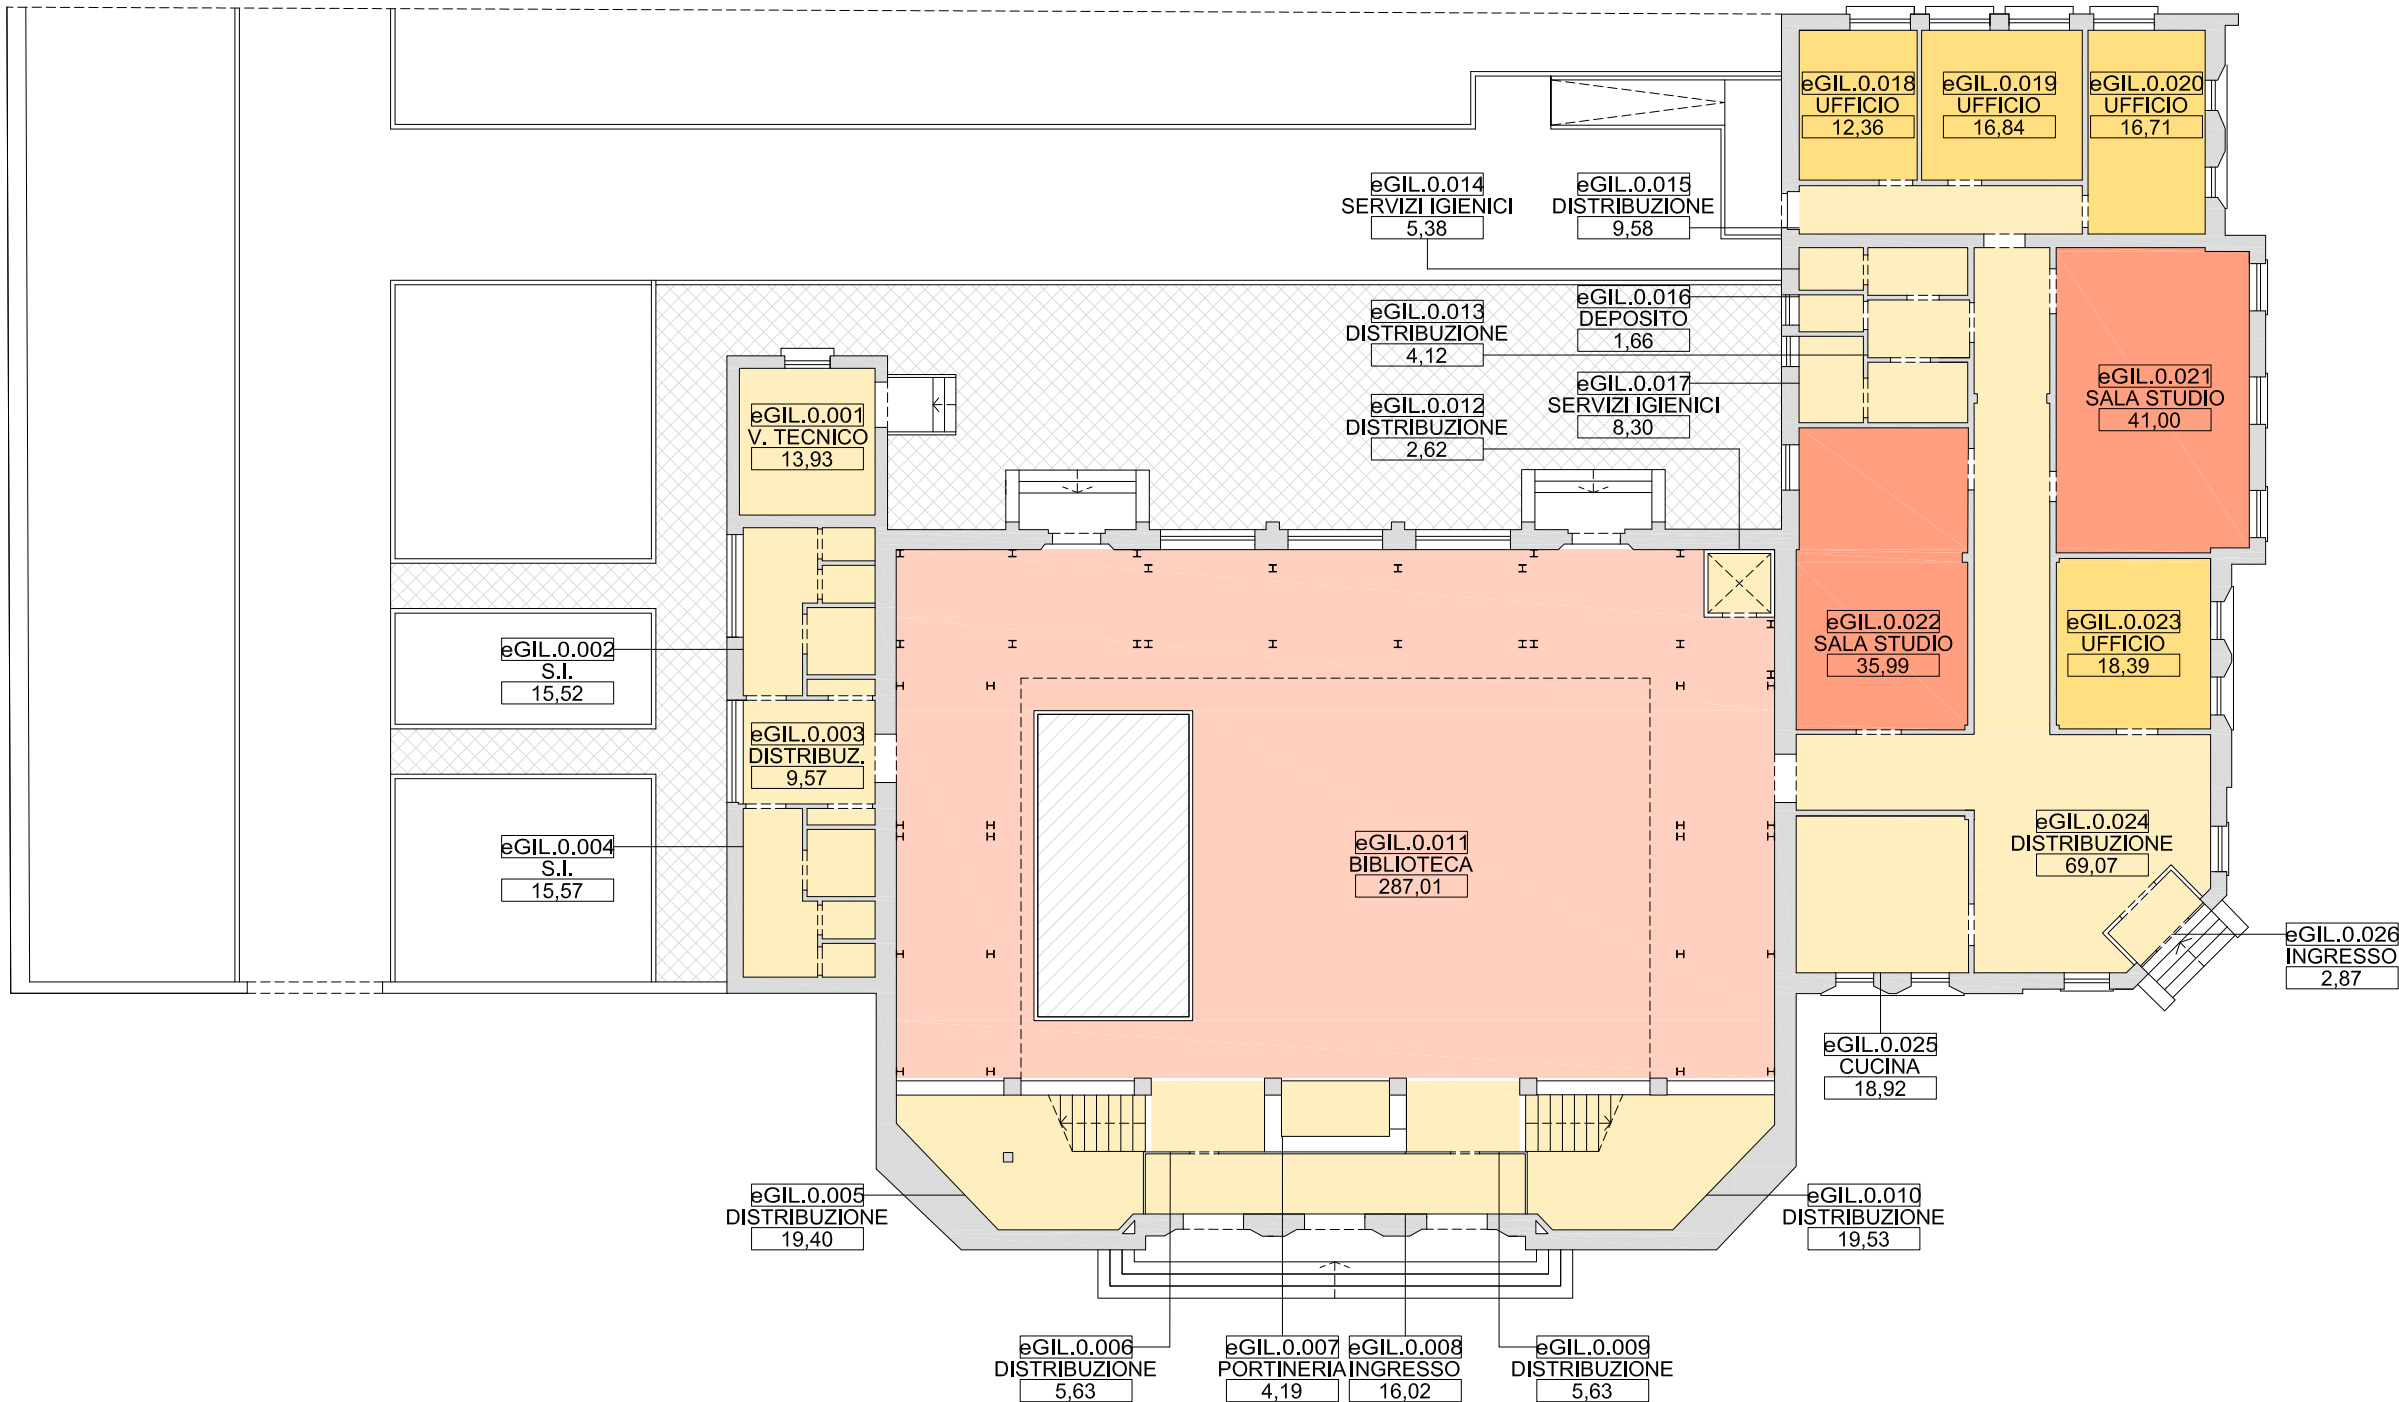 eGIL.0.018
UFFICIO
12,36
eGIL.0.019
UFFICIO
16,84
eGIL.0.020
UFFICIO
16,71
eGIL.0.014
SERVIZI IGIENICI
5,38
eGIL.0.015
DISTRIBUZIONE
9,58
eGIL.0.013
DISTRIBUZIONE
4,12
eGIL.0.016
DEPOSITO
1,66
eGIL.0.012
DISTRIBUZIONE
2,62
eGIL.0.017
SERVIZI IGIENICI
8,30
eGIL.0.021
SALA STUDIO
41,00
eGIL.0.001
V. TECNICO
13,93
eGIL.0.002
S.I.
15,52
eGIL.0.003
DISTRIBUZ.
9,57
eGIL.0.004
S.I.
15,57
eGIL.0.022
SALA STUDIO
35,99
eGIL.0.023
UFFICIO
18,39
eGIL.0.011
BIBLIOTECA
287,01
eGIL.0.024
DISTRIBUZIONE
69,07
eGIL.0.026
INGRESSO
2,87
eGIL.0.025
CUCINA
18,92
eGIL.0.005
DISTRIBUZIONE
19,40
eGIL.0.010
DISTRIBUZIONE
19,53
eGIL.0.006
DISTRIBUZIONE
5,63
eGIL.0.007
PORTINERIA
4,19
eGIL.0.008
INGRESSO
16,02
eGIL.0.009
DISTRIBUZIONE
5,63